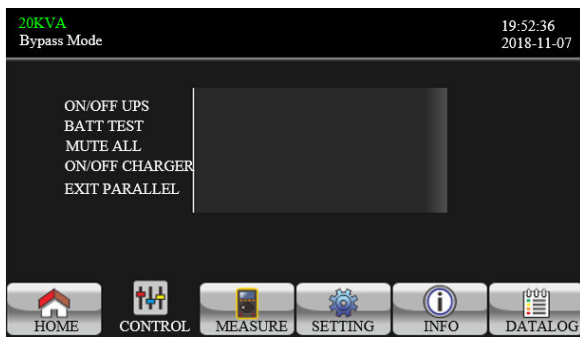 20KVA
19:52:36
Bypass Mode
2018-11-07
ON/OFF UPS
BATT TEST
MUTE ALL
ON/OFF CHARGER
EXIT PARALLEL
HOME
CONTROL
MEASURE
SETTING
INFO
DATALOG